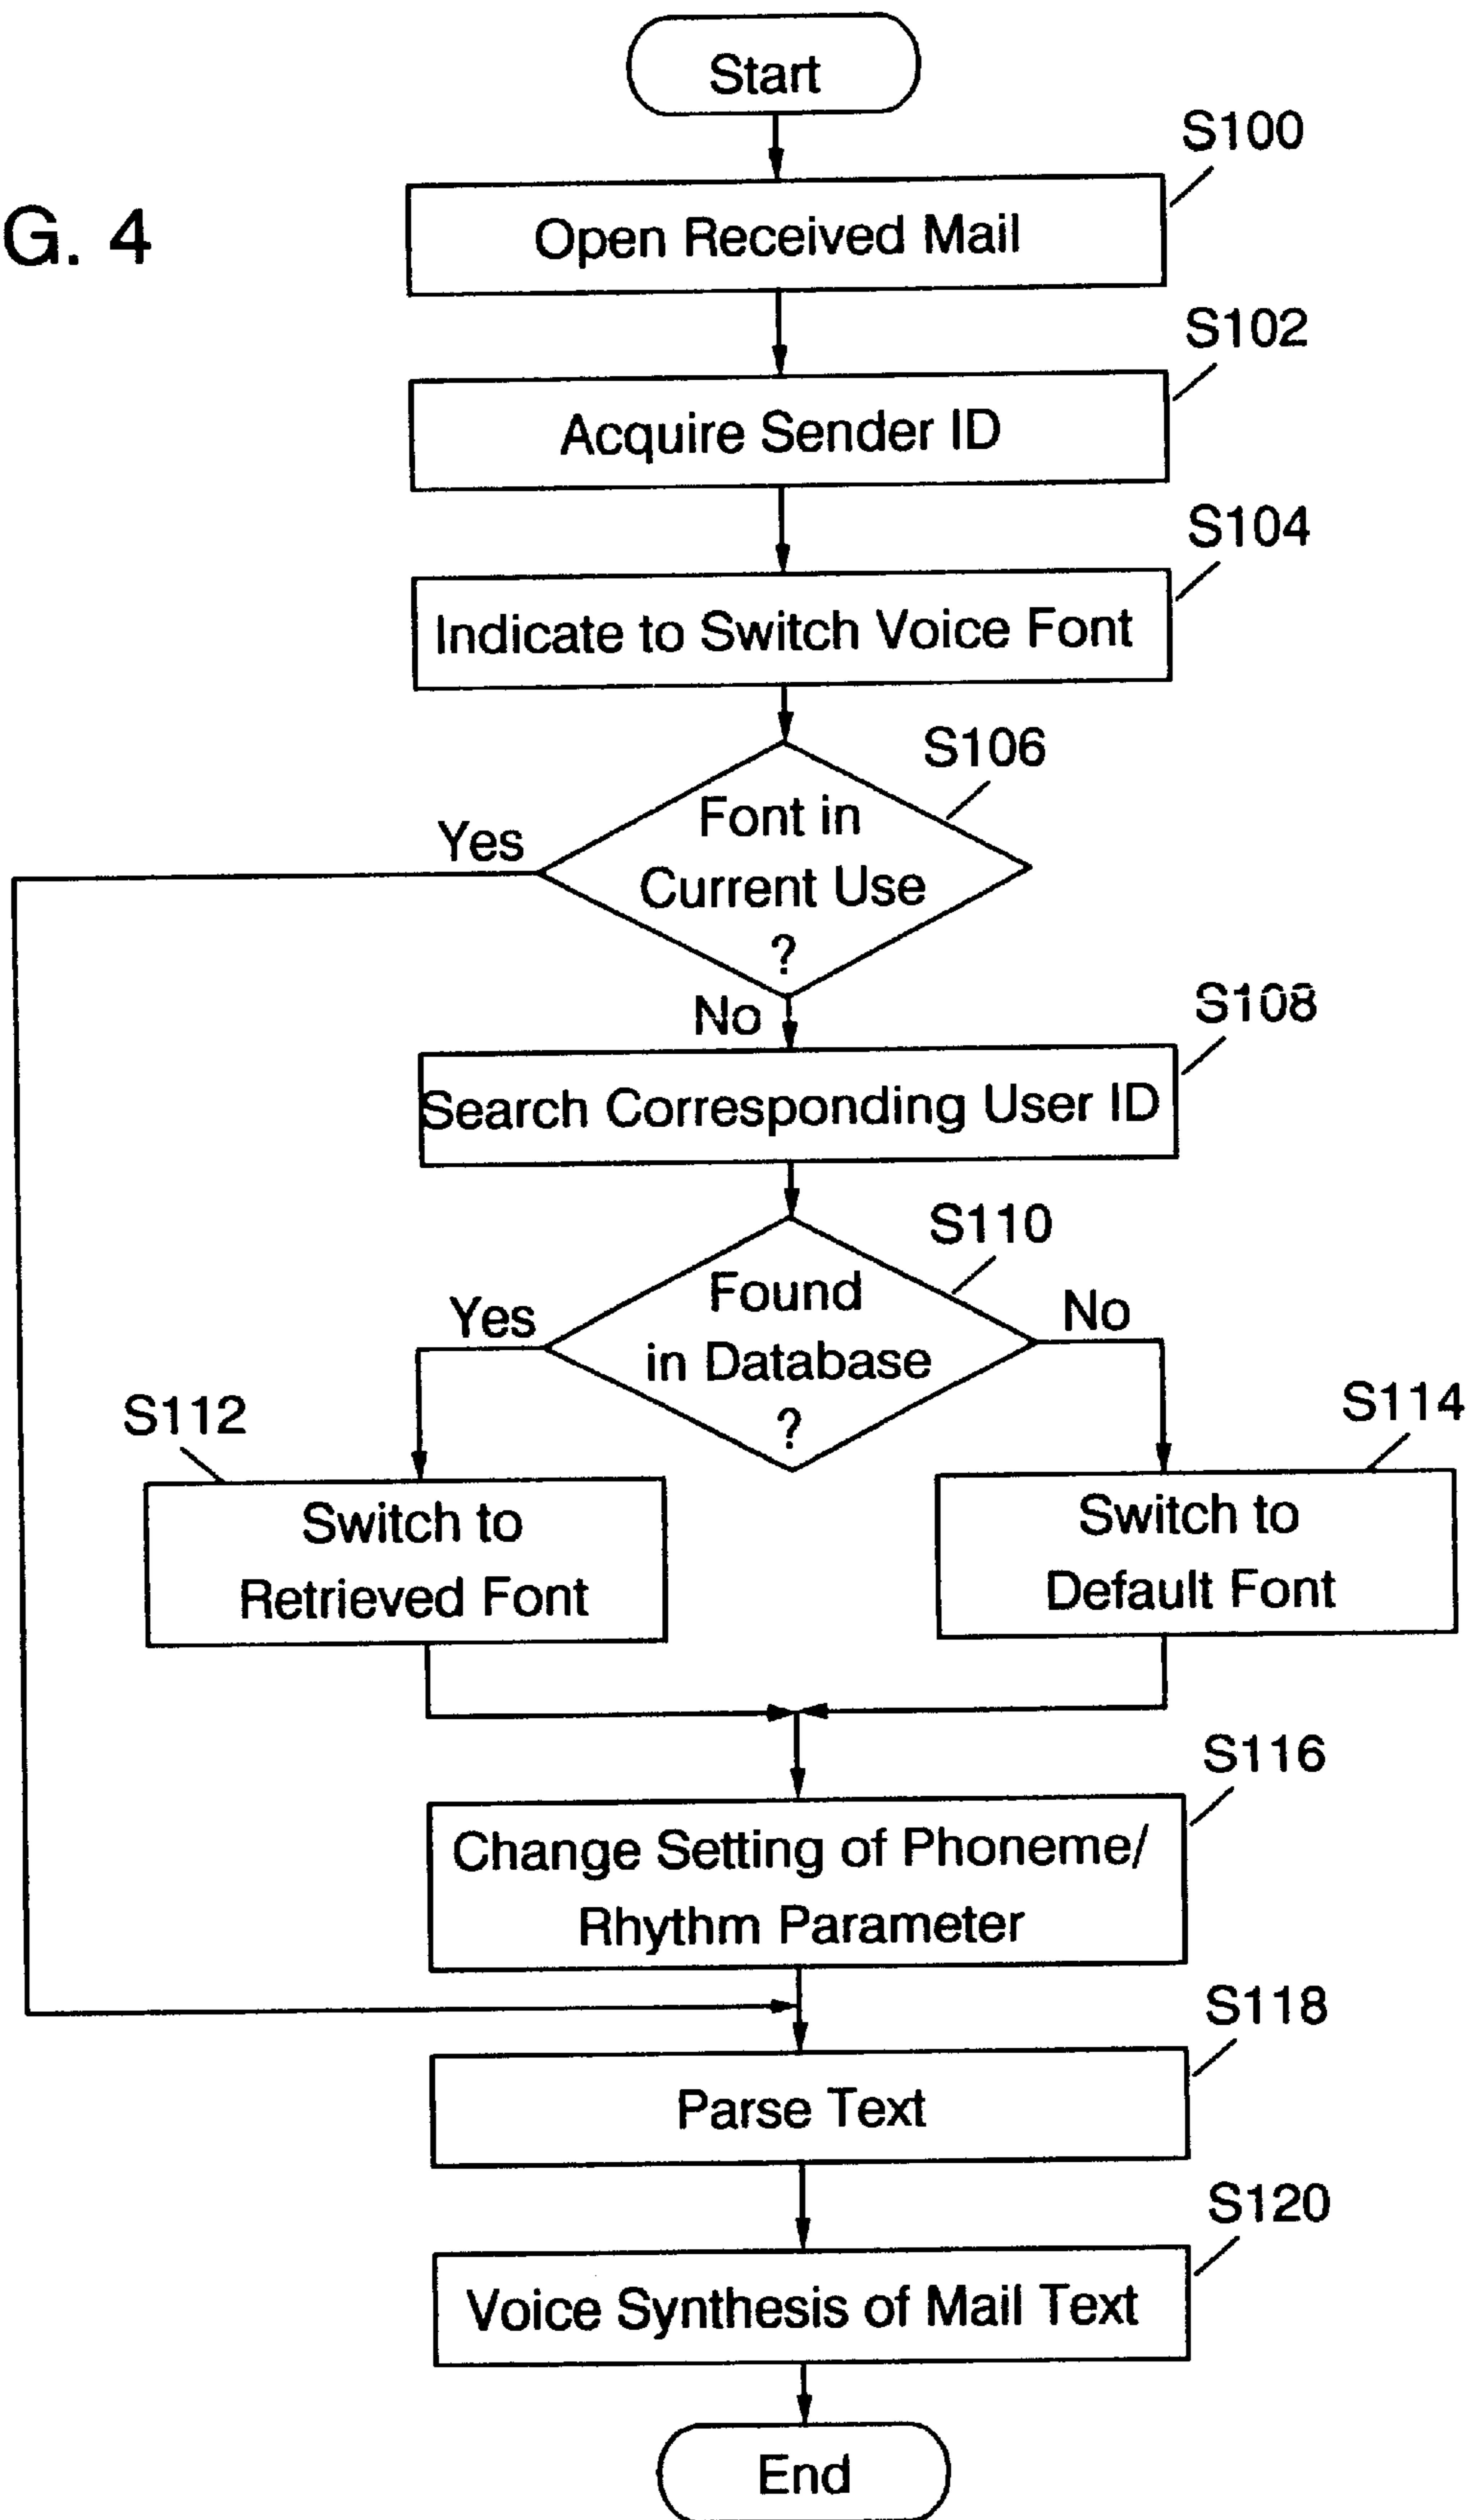 Start
S100
G. 4
Open Received Mail
S102
Acquire Sender ID
S104
Indicate to Switch Voice Font
S106
Font in
Yes
Current Use
?
No
S108
Search Corresponding User ID
S110
Found
Yes
No
in Database
S112
?
S114
Switch to
Retrieved Font
Switch to
Default Font
S116
Change Setting of Phoneme/
Rhythm Parameter
S118
Parse Text
S120
Voice Synthesis of Mail Text
End